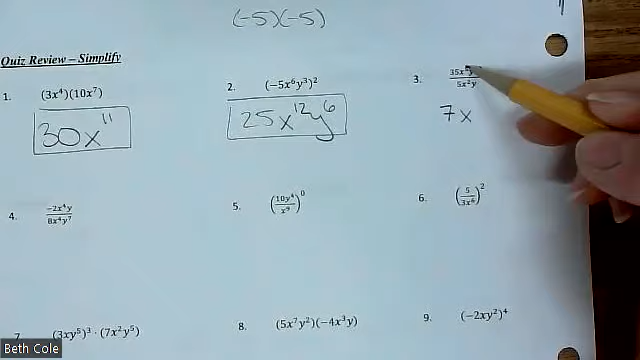 (-5)(-5)
Quiz Review – Simplify
1. (3x⁴)(10x⁷)
30x¹¹
2. (-5x⁶y³)²
25x¹²y⁶
3. 35x y / 5x²y
7x
4. -2x⁴y / 8x⁴y⁷
5. (10y⁴/x⁹)⁰
6. (5/3x⁶)²
7. (3xy⁵)³ · (7x²y⁵)
8. (5x⁷y²)(-4x³y)
9. (-2xy²)⁴
Beth Cole